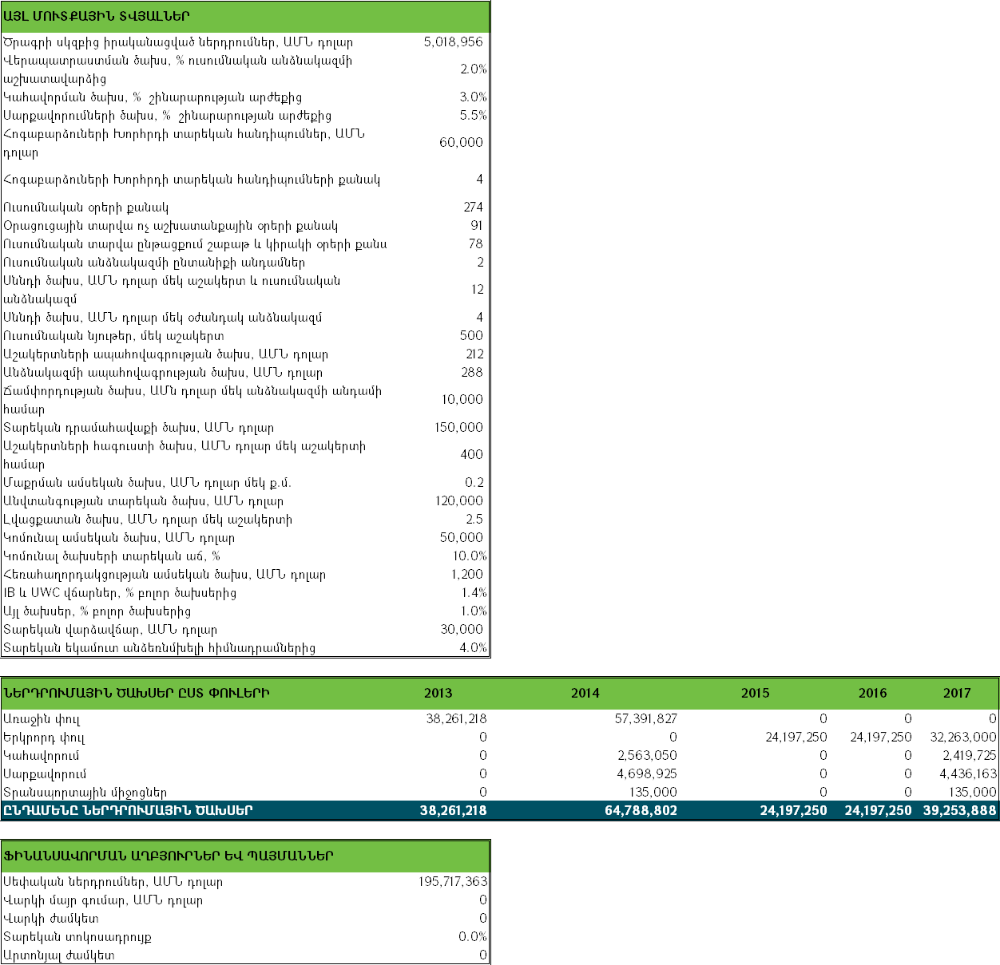 ԱՅԼ ՄՈՒՏՔԱՅԻՆ ՏՎՅԱԼՆԵՐ
Ծրագրի սկզբից իրականացված ներդրումներ, ԱՄՆ դոլար 5,018,956
Վերապատրաստման ծախս, % ուսումնական անձնակազմի
աշխատավարձից 2.0%
Կահավորման ծախս, % շինարարության արժեքից 3.0%
Սարքավորումների ծախս, % շինարարության արժեքից 5.5%
Հոգաբարձուների Խորհրդի տարեկան հանդիպումներ, ԱՄՆ
դոլար 60,000
Հոգաբարձուների Խորհրդի տարեկան հանդիպումների քանակ 4
Ուսումնական օրերի քանակ 274
Օրացուցային տարվա ոչ աշխատանքային օրերի քանակ 91
Ուսումնական տարվա ընթացքում շաբաթ և կիրակի օրերի քանա 78
Ուսումնական անձնակազմի ընտանիքի անդամներ 2
Սննդի ծախս, ԱՄՆ դոլար մեկ աշակերտ և ուսումնական
անձնակազմ 12
Սննդի ծախս, ԱՄՆ դոլար մեկ օժանդակ անձնակազմ 4
Ուսումնական նյութեր, մեկ աշակերտ 500
Աշակերտների ապահովագրության ծախս, ԱՄՆ դոլար 212
Անձնակազմի ապահովագրության ծախս, ԱՄՆ դոլար 288
Ճամփորդության ծախս, ԱՄն դոլար մեկ անձնակազմի անդամի
համար 10,000
Տարեկան դրամահավաքի ծախս, ԱՄՆ դոլար 150,000
Աշակերտների հագուստի ծախս, ԱՄՆ դոլար մեկ աշակերտի
համար 400
Մաքրման ամսեկան ծախս, ԱՄՆ դոլար մեկ ք.մ. 0.2
Անվտանգության տարեկան ծախս, ԱՄՆ դոլար 120,000
Լվացքատան ծախս, ԱՄՆ դոլար մեկ աշակերտի 2.5
Կոմունալ ամսեկան ծախս, ԱՄՆ դոլար 50,000
Կոմունալ ծախսերի տարեկան աճ, % 10.0%
Հեռահաղորդակցության ամսեկան ծախս, ԱՄՆ դոլար 1,200
IB և UWC վճարներ, % բոլոր ծախսերից 1.4%
Այլ ծախսեր, % բոլոր ծախսերից 1.0%
Տարեկան վարձավճար, ԱՄՆ դոլար 30,000
Տարեկան եկամուտ անձեռնմխելի հիմնադրամներից 4.0%
ՆԵՐԴՐՈՒՄԱՅԻՆ ԾԱԽՍԵՐ ԸՍՏ ՓՈՒԼԵՐԻ 2013 2014 2015 2016 2017
Առաջին փուլ 38,261,218 57,391,827 0 0 0
Երկրորդ փուլ 0 0 24,197,250 24,197,250 32,263,000
Կահավորում 0 2,563,050 0 0 2,419,725
Սարքավորում 0 4,698,925 0 0 4,436,163
Տրանսպորտային միջոցներ 0 135,000 0 0 135,000
ԸՆԴԱՄԵՆԸ ՆԵՐԴՐՈՒՄԱՅԻՆ ԾԱԽՍԵՐ 38,261,218 64,788,802 24,197,250 24,197,250 39,253,888
ՖԻՆԱՆՍԱՎՈՐՄԱՆ ԱՂԲՅՈՒՐՆԵՐ ԵՎ ՊԱՅՄԱՆՆԵՐ
Սեփական ներդրումներ, ԱՄՆ դոլար 195,717,363
Վարկի մայր գումար, ԱՄՆ դոլար 0
Վարկի ժամկետ 0
Տարեկան տոկոսադրույք 0.0%
Արտոնյալ ժամկետ 0